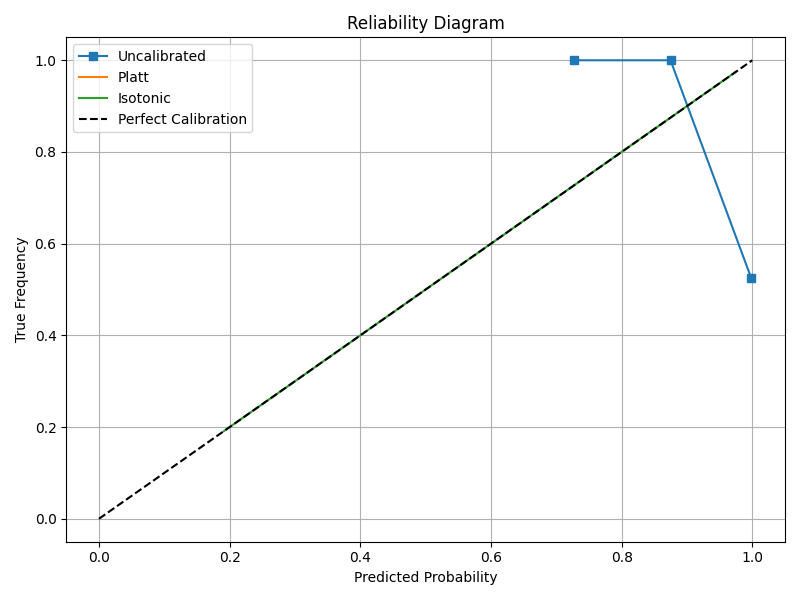 Reliability Diagram
Uncalibrated
Platt
Isotonic
Perfect Calibration
True Frequency
1.0
0.8
0.6
0.4
0.2
0.0
0.0 0.2 0.4 0.6 0.8 1.0
Predicted Probability